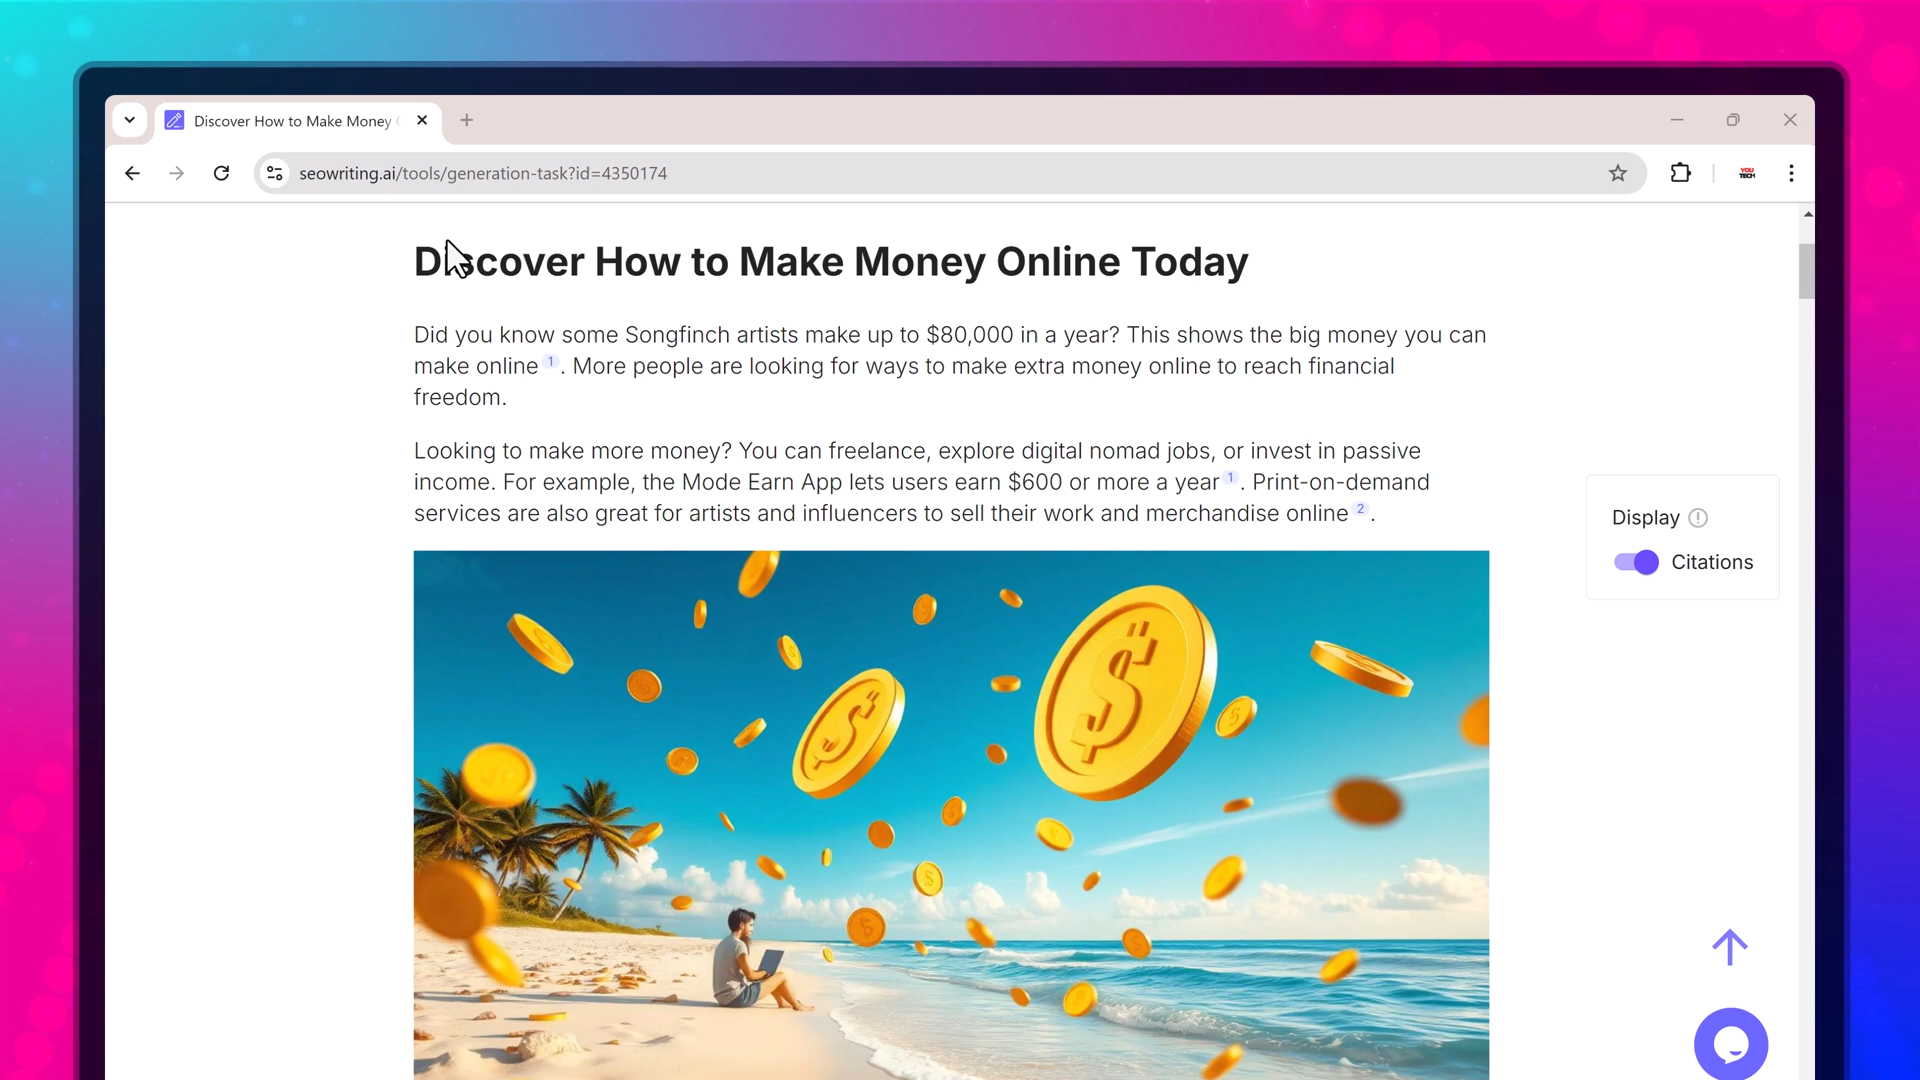 Discover How to Make Money
seowriting.ai/tools/generation-task?id=4350174
YOU
TECH
Discover How to Make Money Online Today
Did you know some Songfinch artists make up to $80,000 in a year? This shows the big money you can
make online 1. More people are looking for ways to make extra money online to reach financial
freedom.
Looking to make more money? You can freelance, explore digital nomad jobs, or invest in passive
income. For example, the Mode Earn App lets users earn $600 or more a year 1. Print-on-demand
services are also great for artists and influencers to sell their work and merchandise online 2.
Display
Citations